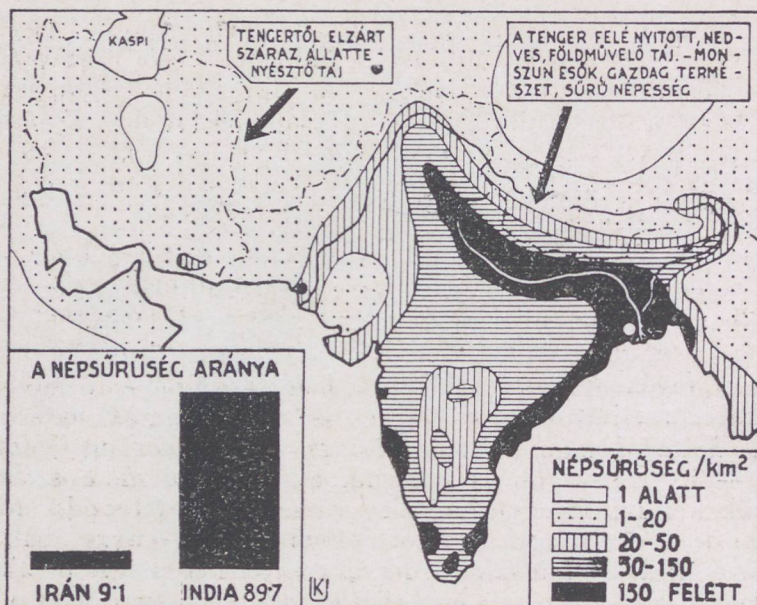 KASPI
TENGERTŐL ELZÁRT
SZÁRAZ, ÁLLATTE-
NYÉSZTŐ TÁJ
A TENGER FELÉ NYITOTT, NED-
VES, FÖLDMŰVELŐ TÁJ. - MON-
SZUN ESŐK, GAZDAG TERMÉ-
SZET, SŰRŰ NÉPESSÉG
A NÉPSŰRŰSÉG ARÁNYA
IRÁN 9·1
INDIA 89·7
K
NÉPSŰRŰSÉG/km²
1 ALATT
1-20
20-50
50-150
150 FELETT